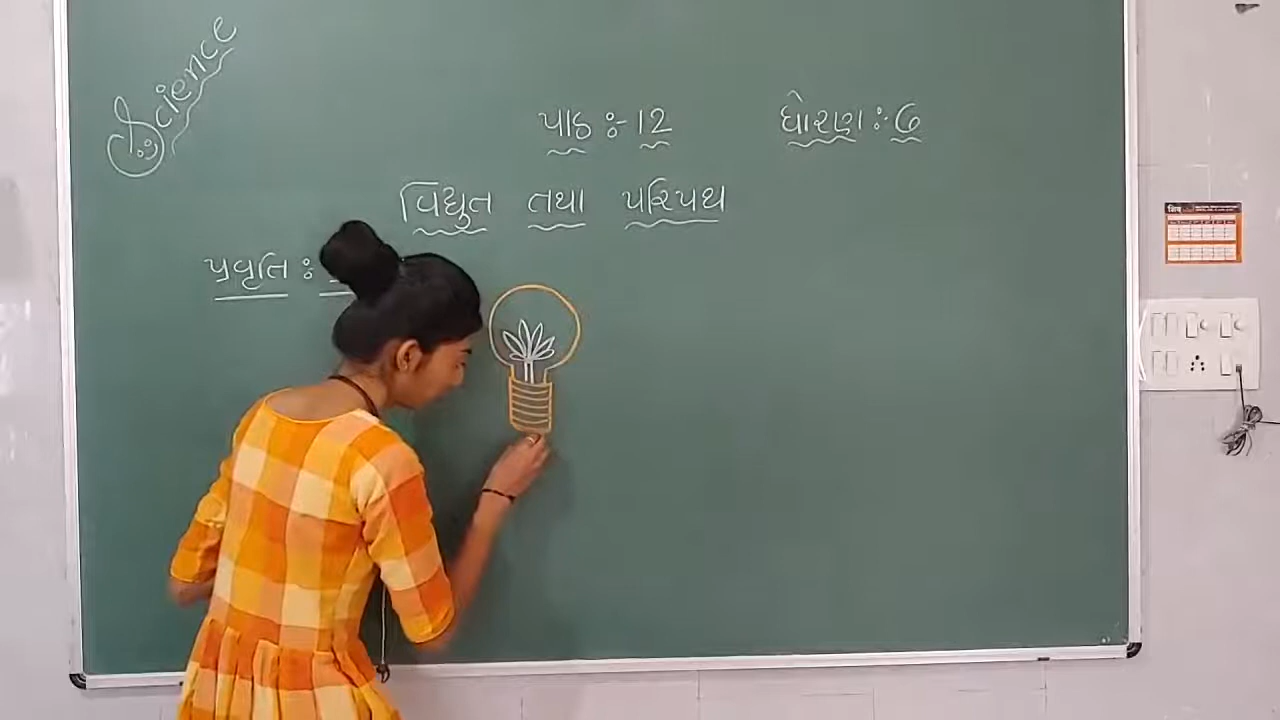 Science
પાઠ :- 12 ધોરણ :- 6
વિદ્યુત તથા પરિપથ
પ્રવૃતિ :